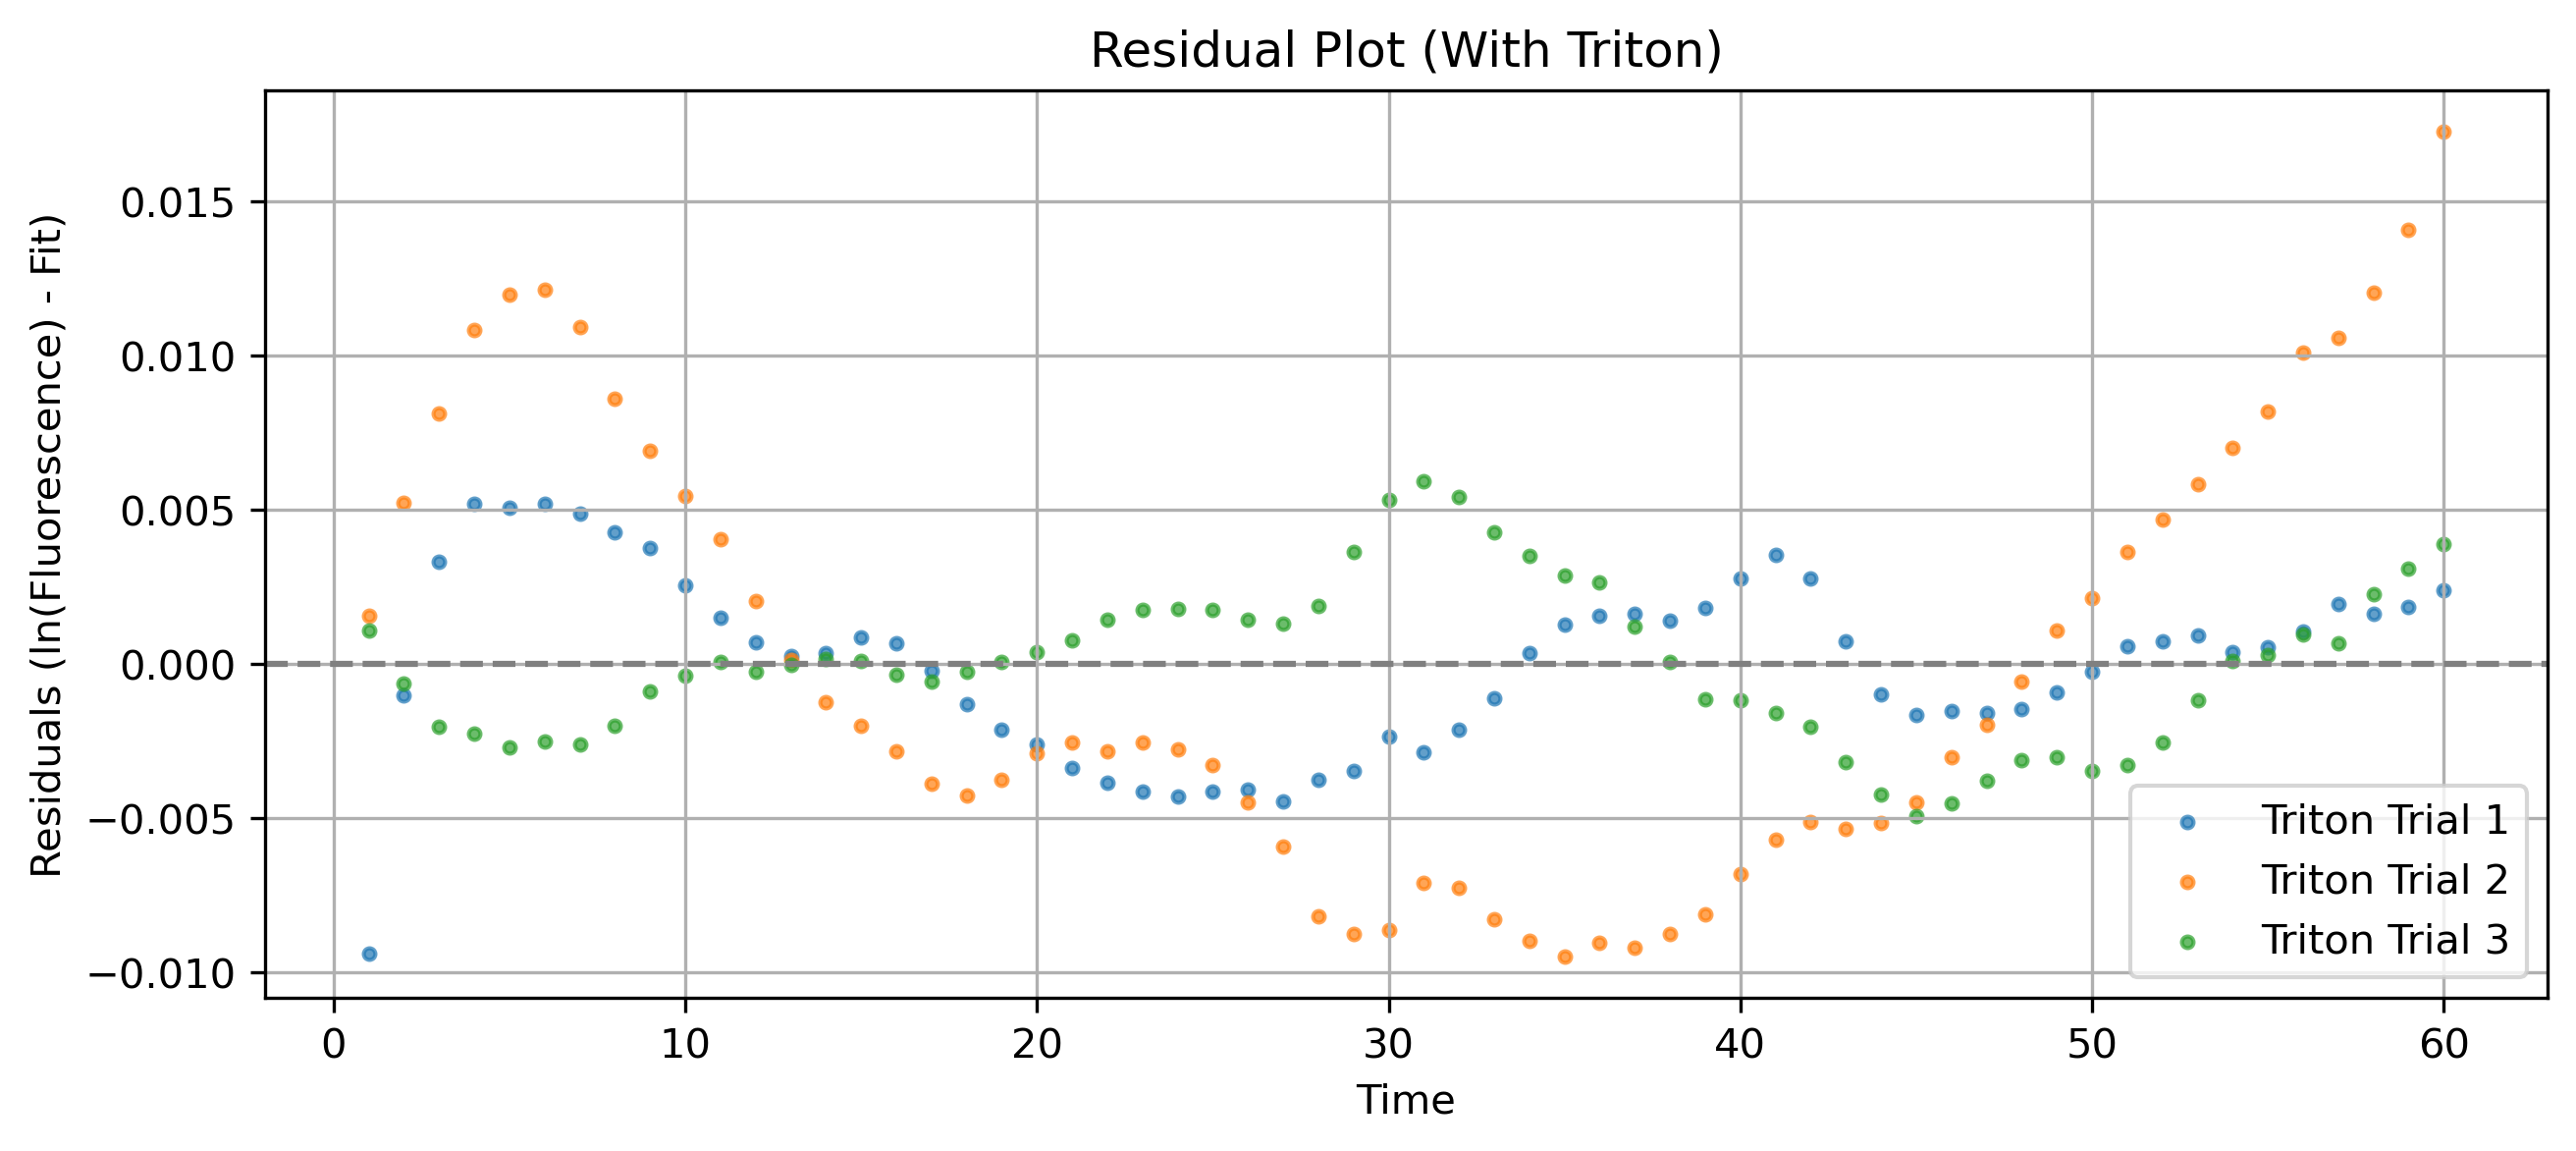 Residual Plot (With Triton)
Residuals (ln(Fluorescence) - Fit)
0.015
0.010
0.005
0.000
−0.005
−0.010
Triton Trial 1
Triton Trial 2
Triton Trial 3
0 10 20 30 40 50 60
Time